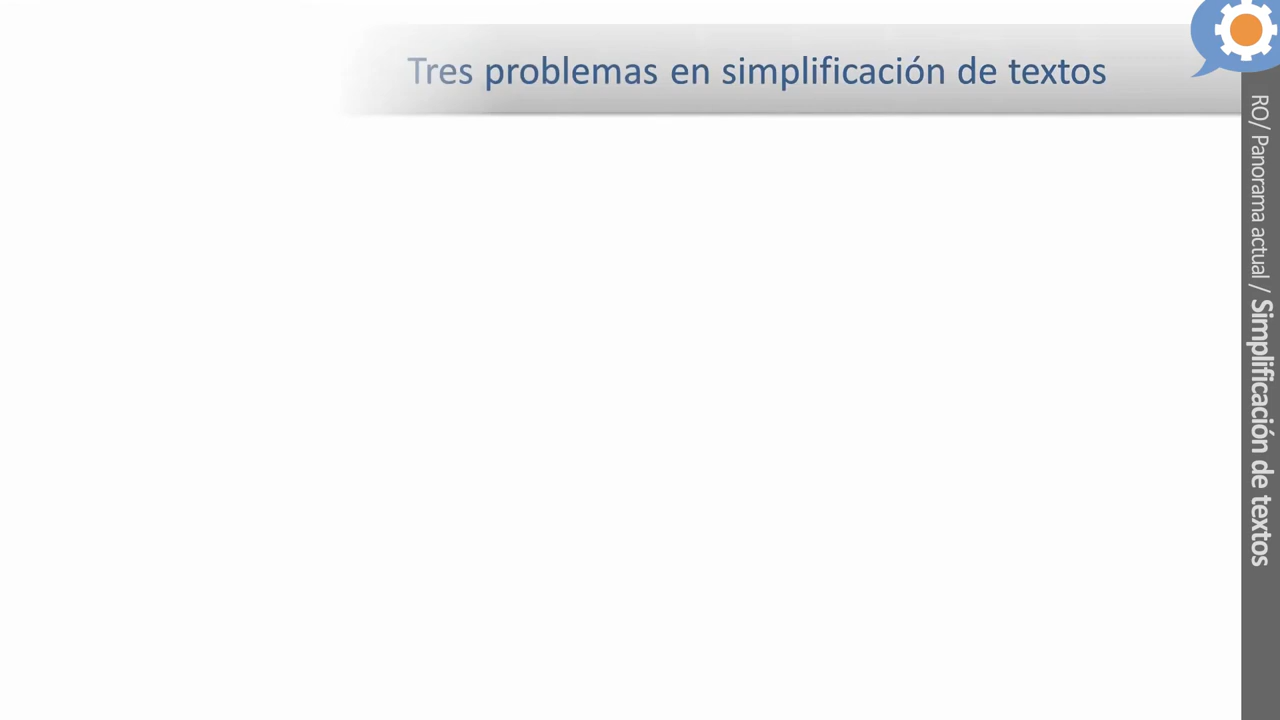 Tres problemas en simplificación de textos
RO/ Panorama actual / Simplificación de textos